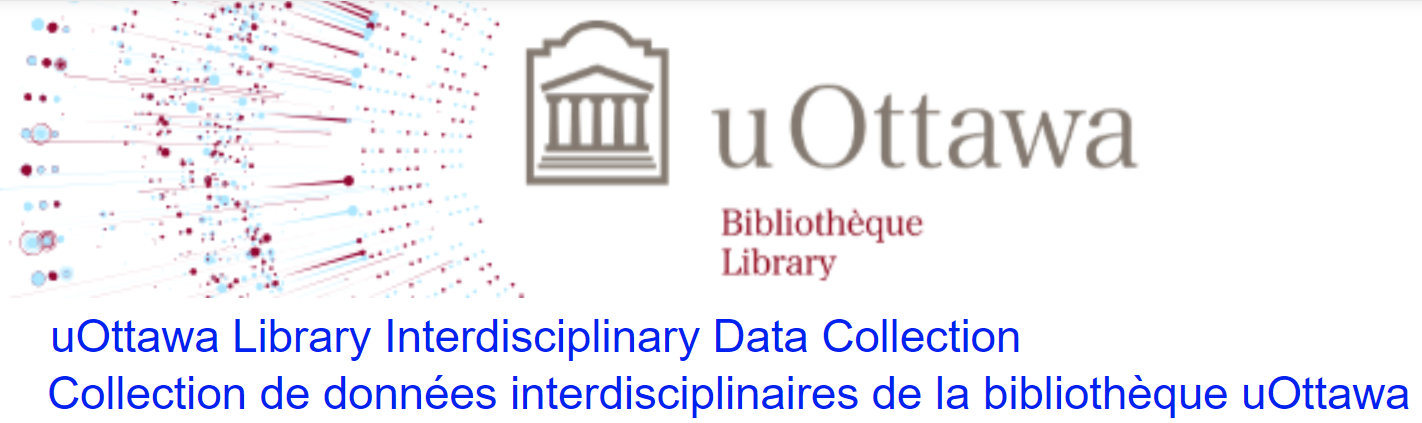 uOttawa
Bibliothèque
Library
uOttawa Library Interdisciplinary Data Collection
Collection de données interdisciplinaires de la bibliothèque uOttawa